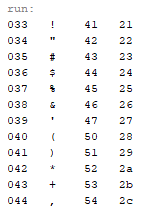 run:
033 ! 41 21
034 " 42 22
035 # 43 23
036 $ 44 24
037 % 45 25
038 & 46 26
039 ' 47 27
040 ( 50 28
041 ) 51 29
042 * 52 2a
043 + 53 2b
044 , 54 2c